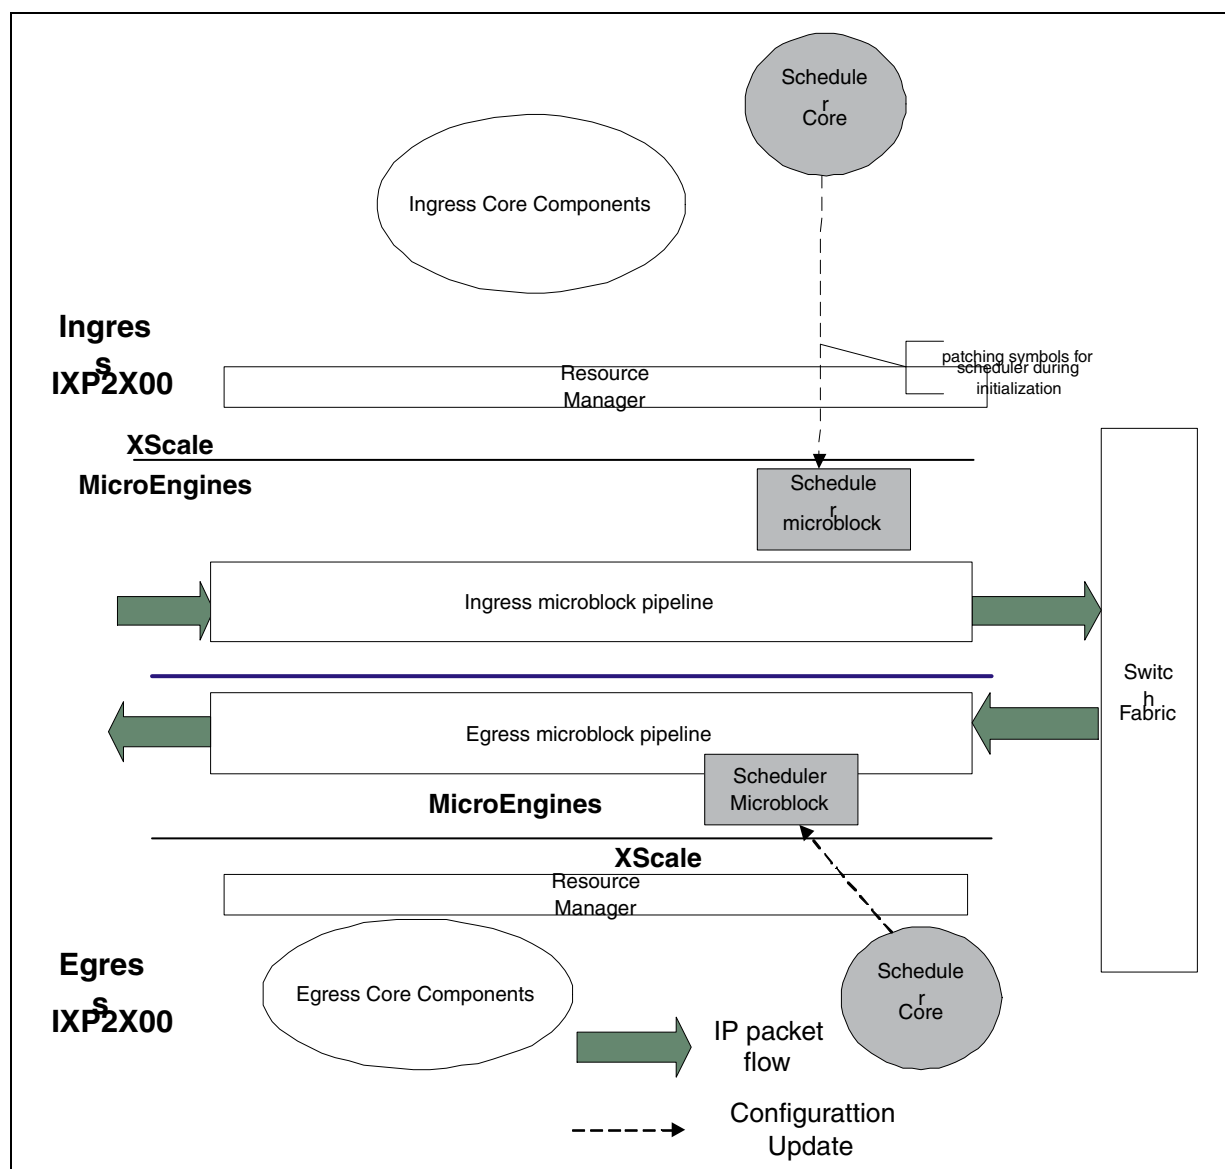 Schedule
r
Core
Ingress Core Components
Ingres
s
IXP2X00
patching symbols for
scheduler during
initialization
Resource
Manager
XScale
MicroEngines
Schedule
r
microblock
Ingress microblock pipeline
Switc
h
Fabric
Egress microblock pipeline
Scheduler
Microblock
MicroEngines
XScale
Resource
Manager
Egres
s
IXP2X00
Egress Core Components
Schedule
r
Core
IP packet
flow
Configurattion
Update